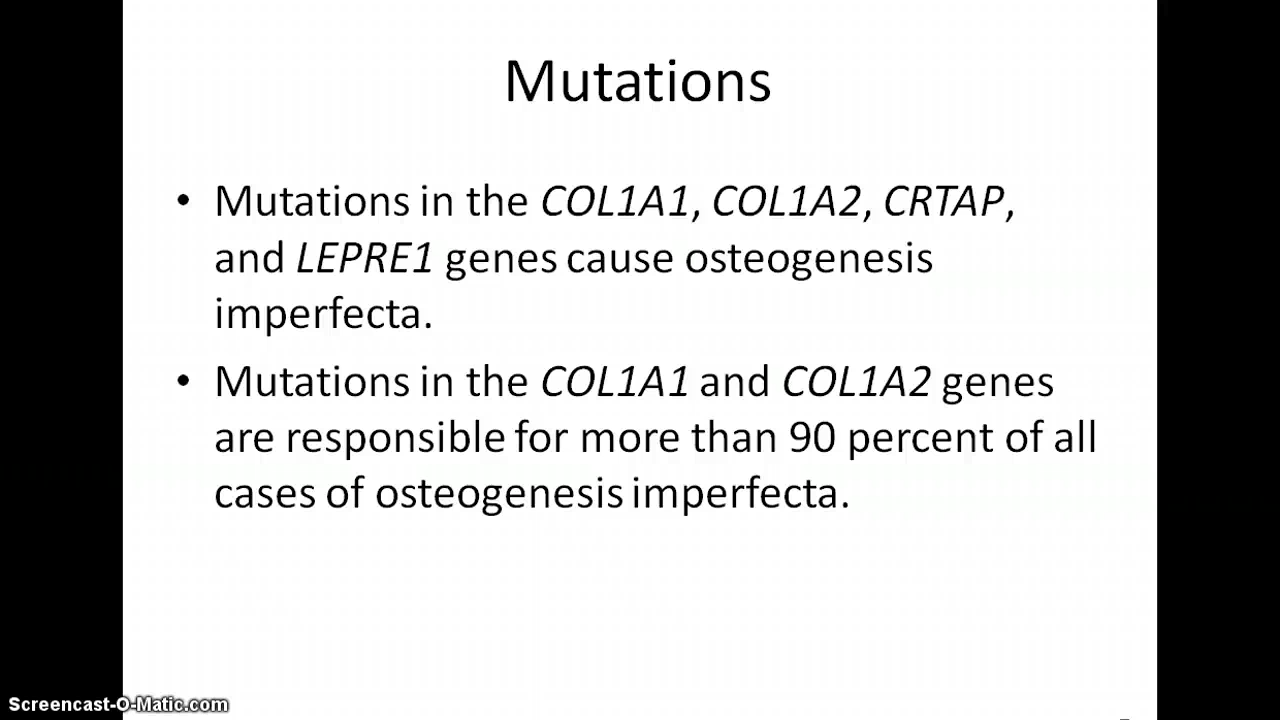 Mutations
• Mutations in the COL1A1, COL1A2, CRTAP,
and LEPRE1 genes cause osteogenesis
imperfecta.
• Mutations in the COL1A1 and COL1A2 genes
are responsible for more than 90 percent of all
cases of osteogenesis imperfecta.
Screencast-O-Matic.com